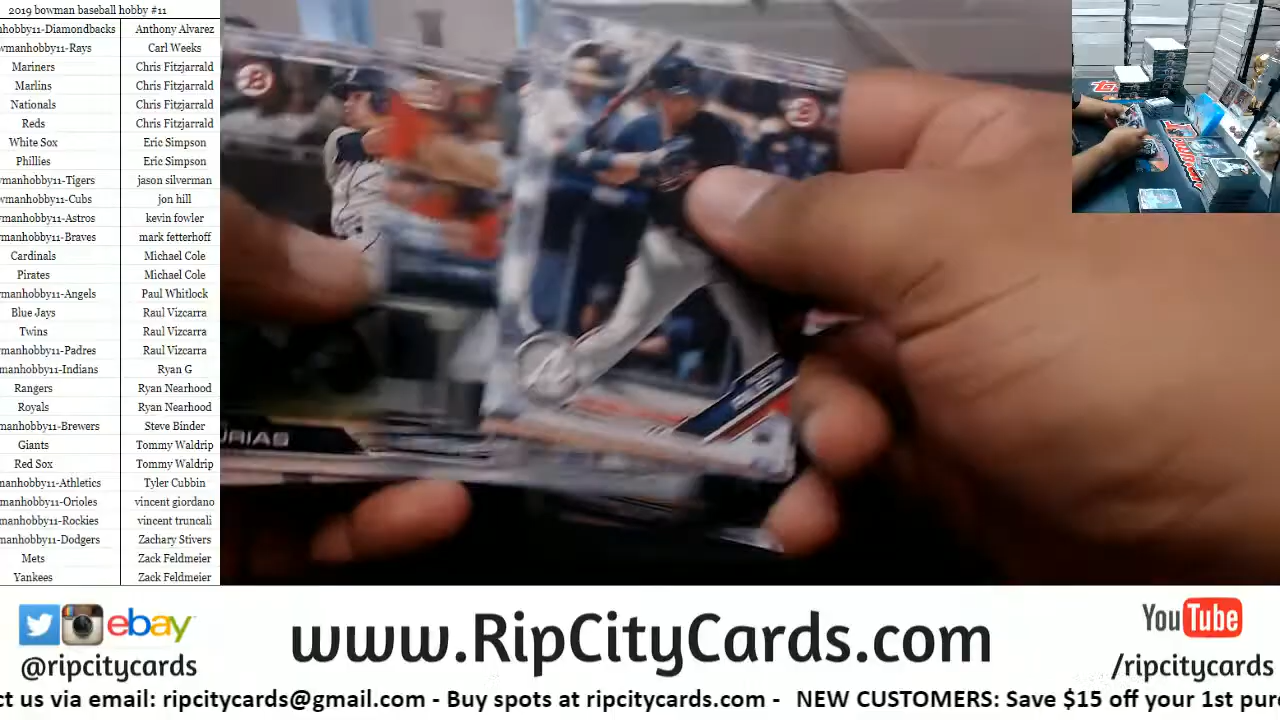 2019 bowman baseball hobby #11
hobby11-Diamondbacks Anthony Alvarez
wmanhobby11-Rays Carl Weeks
Mariners Chris Fitzjarrald
Marlins Chris Fitzjarrald
Nationals Chris Fitzjarrald
Reds Chris Fitzjarrald
White Sox Eric Simpson
Phillies Eric Simpson
wmanhobby11-Tigers jason silverman
wmanhobby11-Cubs jon hill
manhobby11-Astros kevin fowler
manhobby11-Braves mark fetterhoff
Cardinals Michael Cole
Pirates Michael Cole
manhobby11-Angels Paul Whitlock
Blue Jays Raul Vizcarra
Twins Raul Vizcarra
manhobby11-Padres Raul Vizcarra
manhobby11-Indians Ryan G
Rangers Ryan Nearhood
Royals Ryan Nearhood
manhobby11-Brewers Steve Binder
Giants Tommy Waldrip
Red Sox Tommy Waldrip
manhobby11-Athletics Tyler Cubbin
manhobby11-Orioles vincent giordano
manhobby11-Rockies vincent truncali
manhobby11-Dodgers Zachary Stivers
Mets Zack Feldmeier
Yankees Zack Feldmeier
URIAS
ebay
@ripcitycards
www.RipCityCards.com
YouTube
/ripcitycards
ct us via email: ripcitycards@gmail.com - Buy spots at ripcitycards.com - NEW CUSTOMERS: Save $15 off your 1st pur